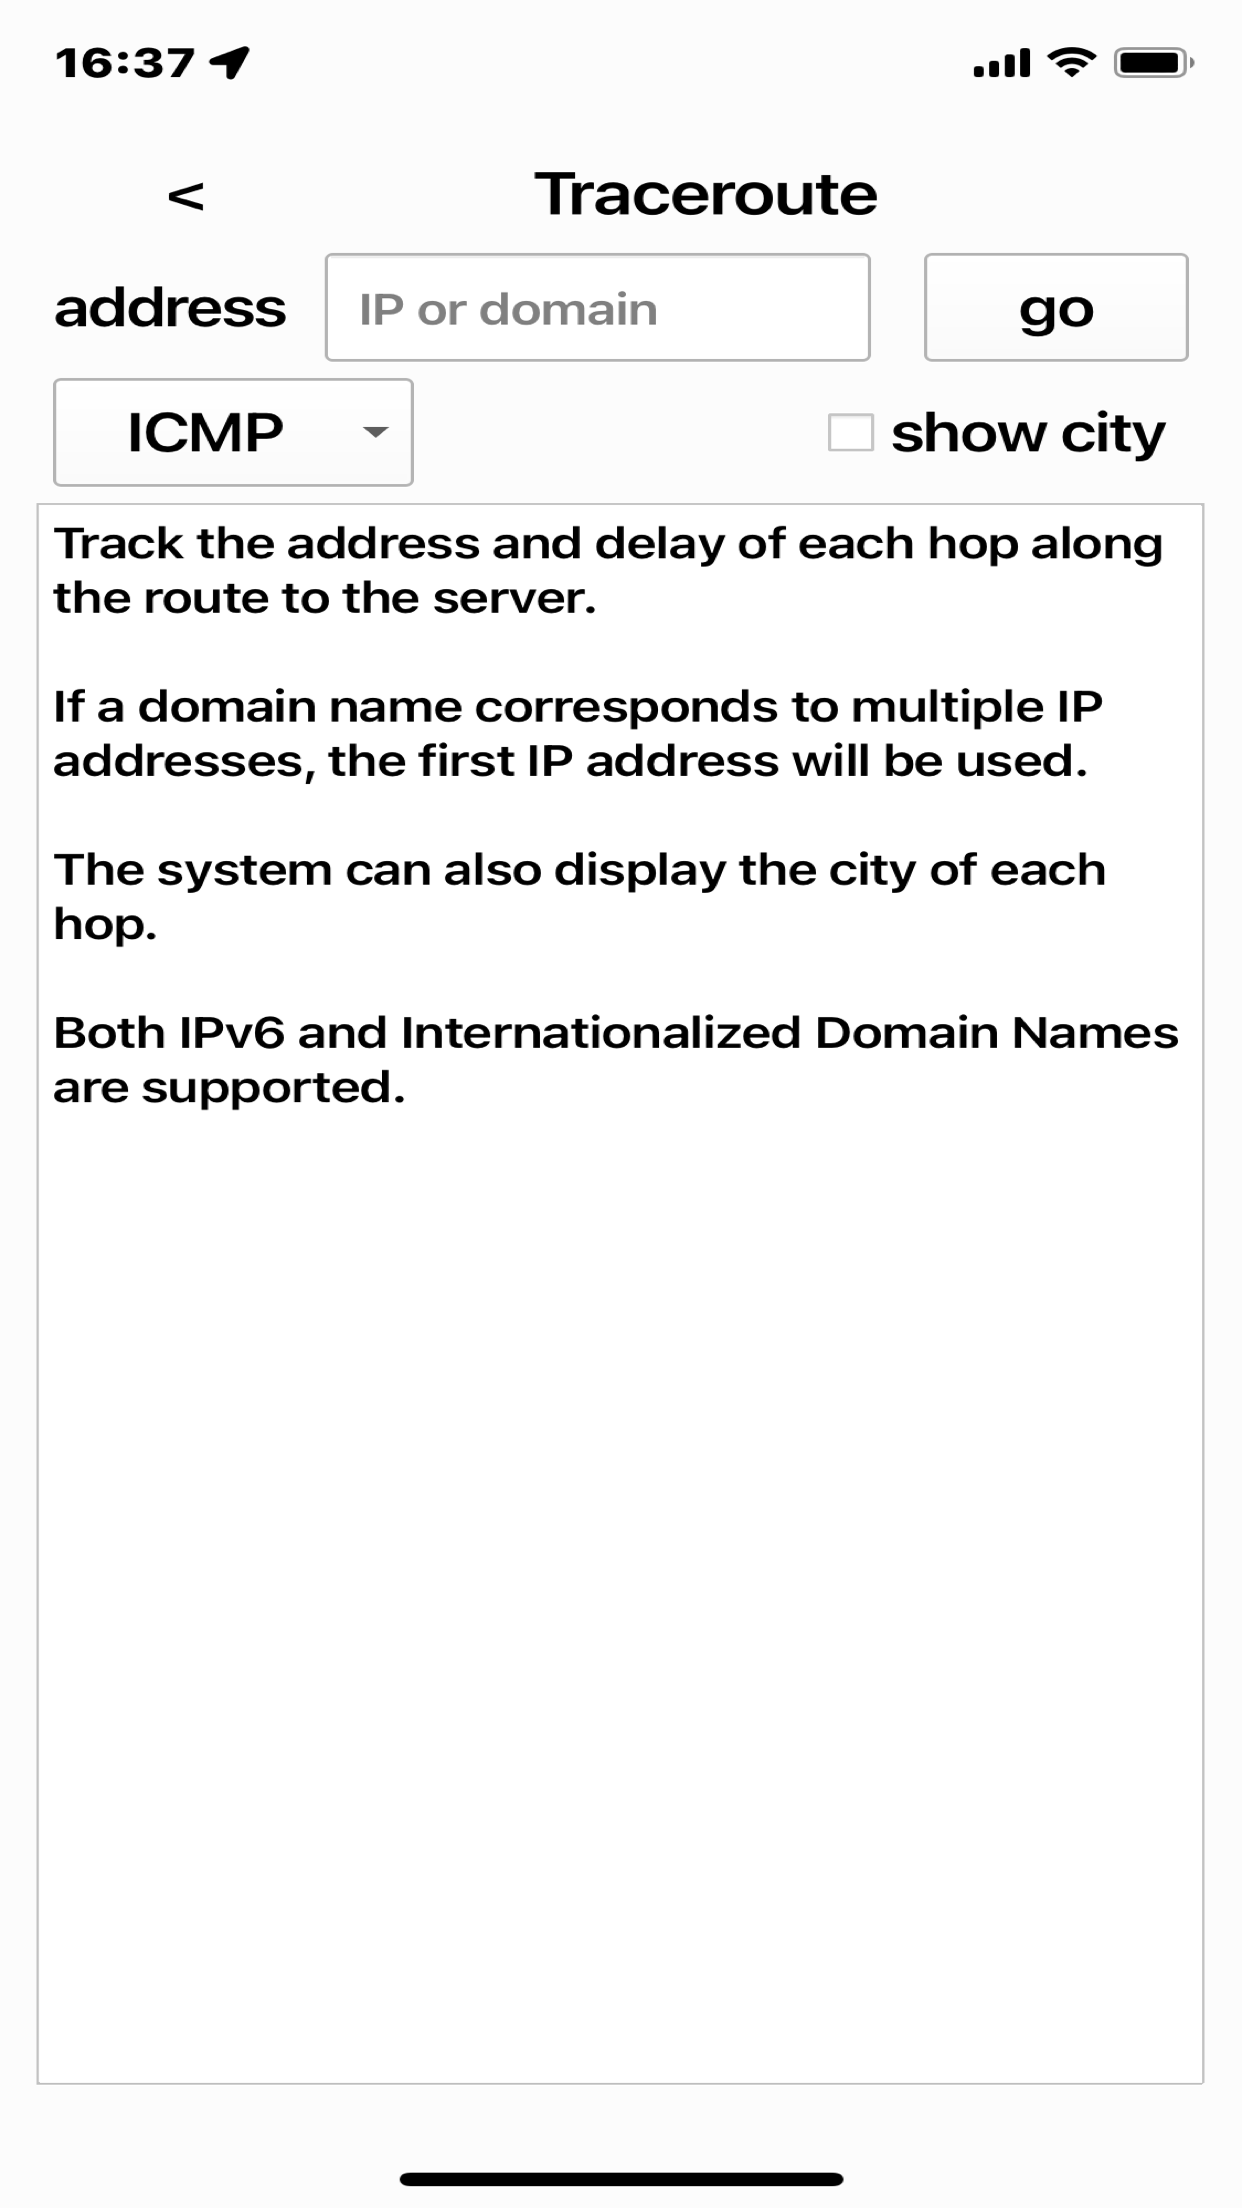 16:37
<
Traceroute
address
IP or domain
go
ICMP
show city
Track the address and delay of each hop along
the route to the server.
If a domain name corresponds to multiple IP
addresses, the first IP address will be used.
The system can also display the city of each
hop.
Both IPv6 and Internationalized Domain Names
are supported.